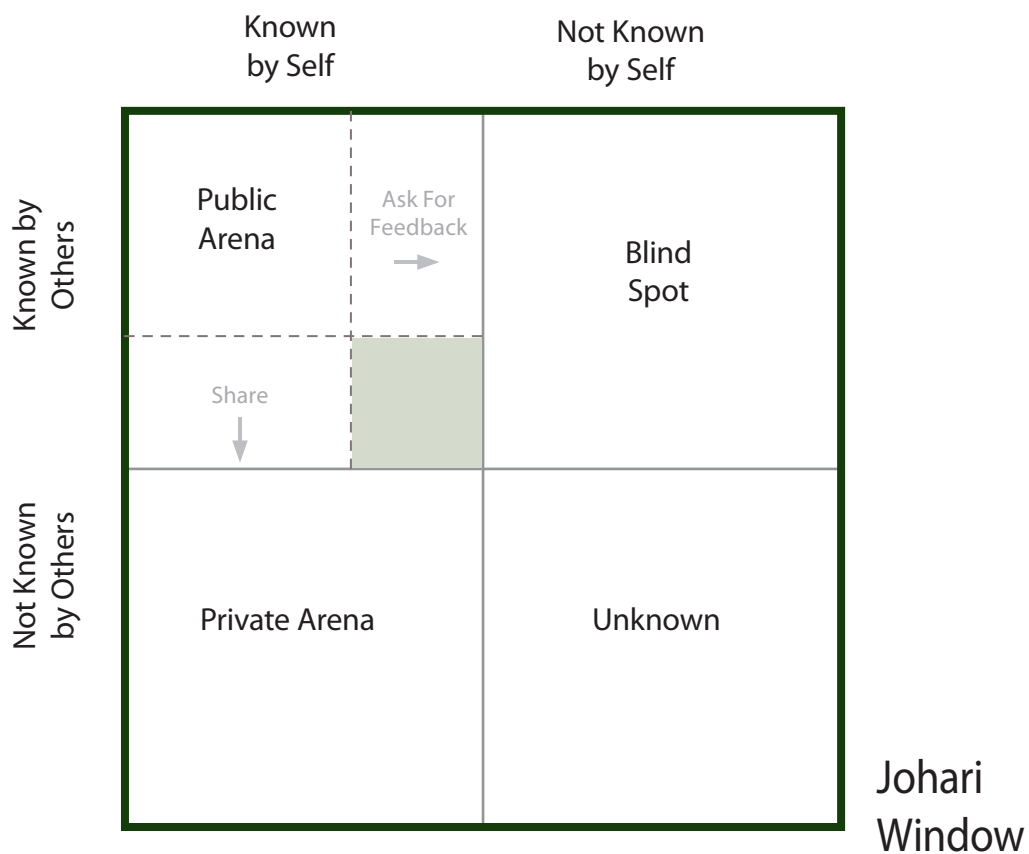 Known
by Self
Not Known
by Self
Known by
Others
Public
Arena
Ask For
Feedback
Blind
Spot
Share
Not Known
by Others
Private Arena
Unknown
Johari
Window